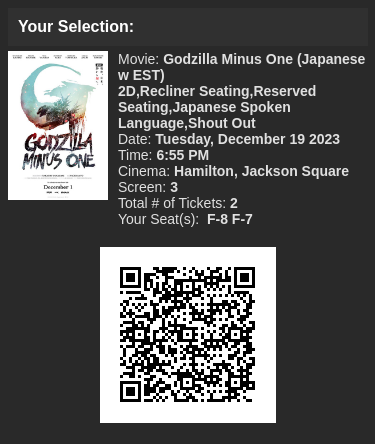 Your Selection:
Movie: Godzilla Minus One (Japanese
w EST)
2D,Recliner Seating,Reserved
Seating,Japanese Spoken
Language,Shout Out
Date: Tuesday, December 19 2023
Time: 6:55 PM
Cinema: Hamilton, Jackson Square
Screen: 3
Total # of Tickets: 2
Your Seat(s): F-8 F-7
GODZILLA
MINUS ONE
December 1